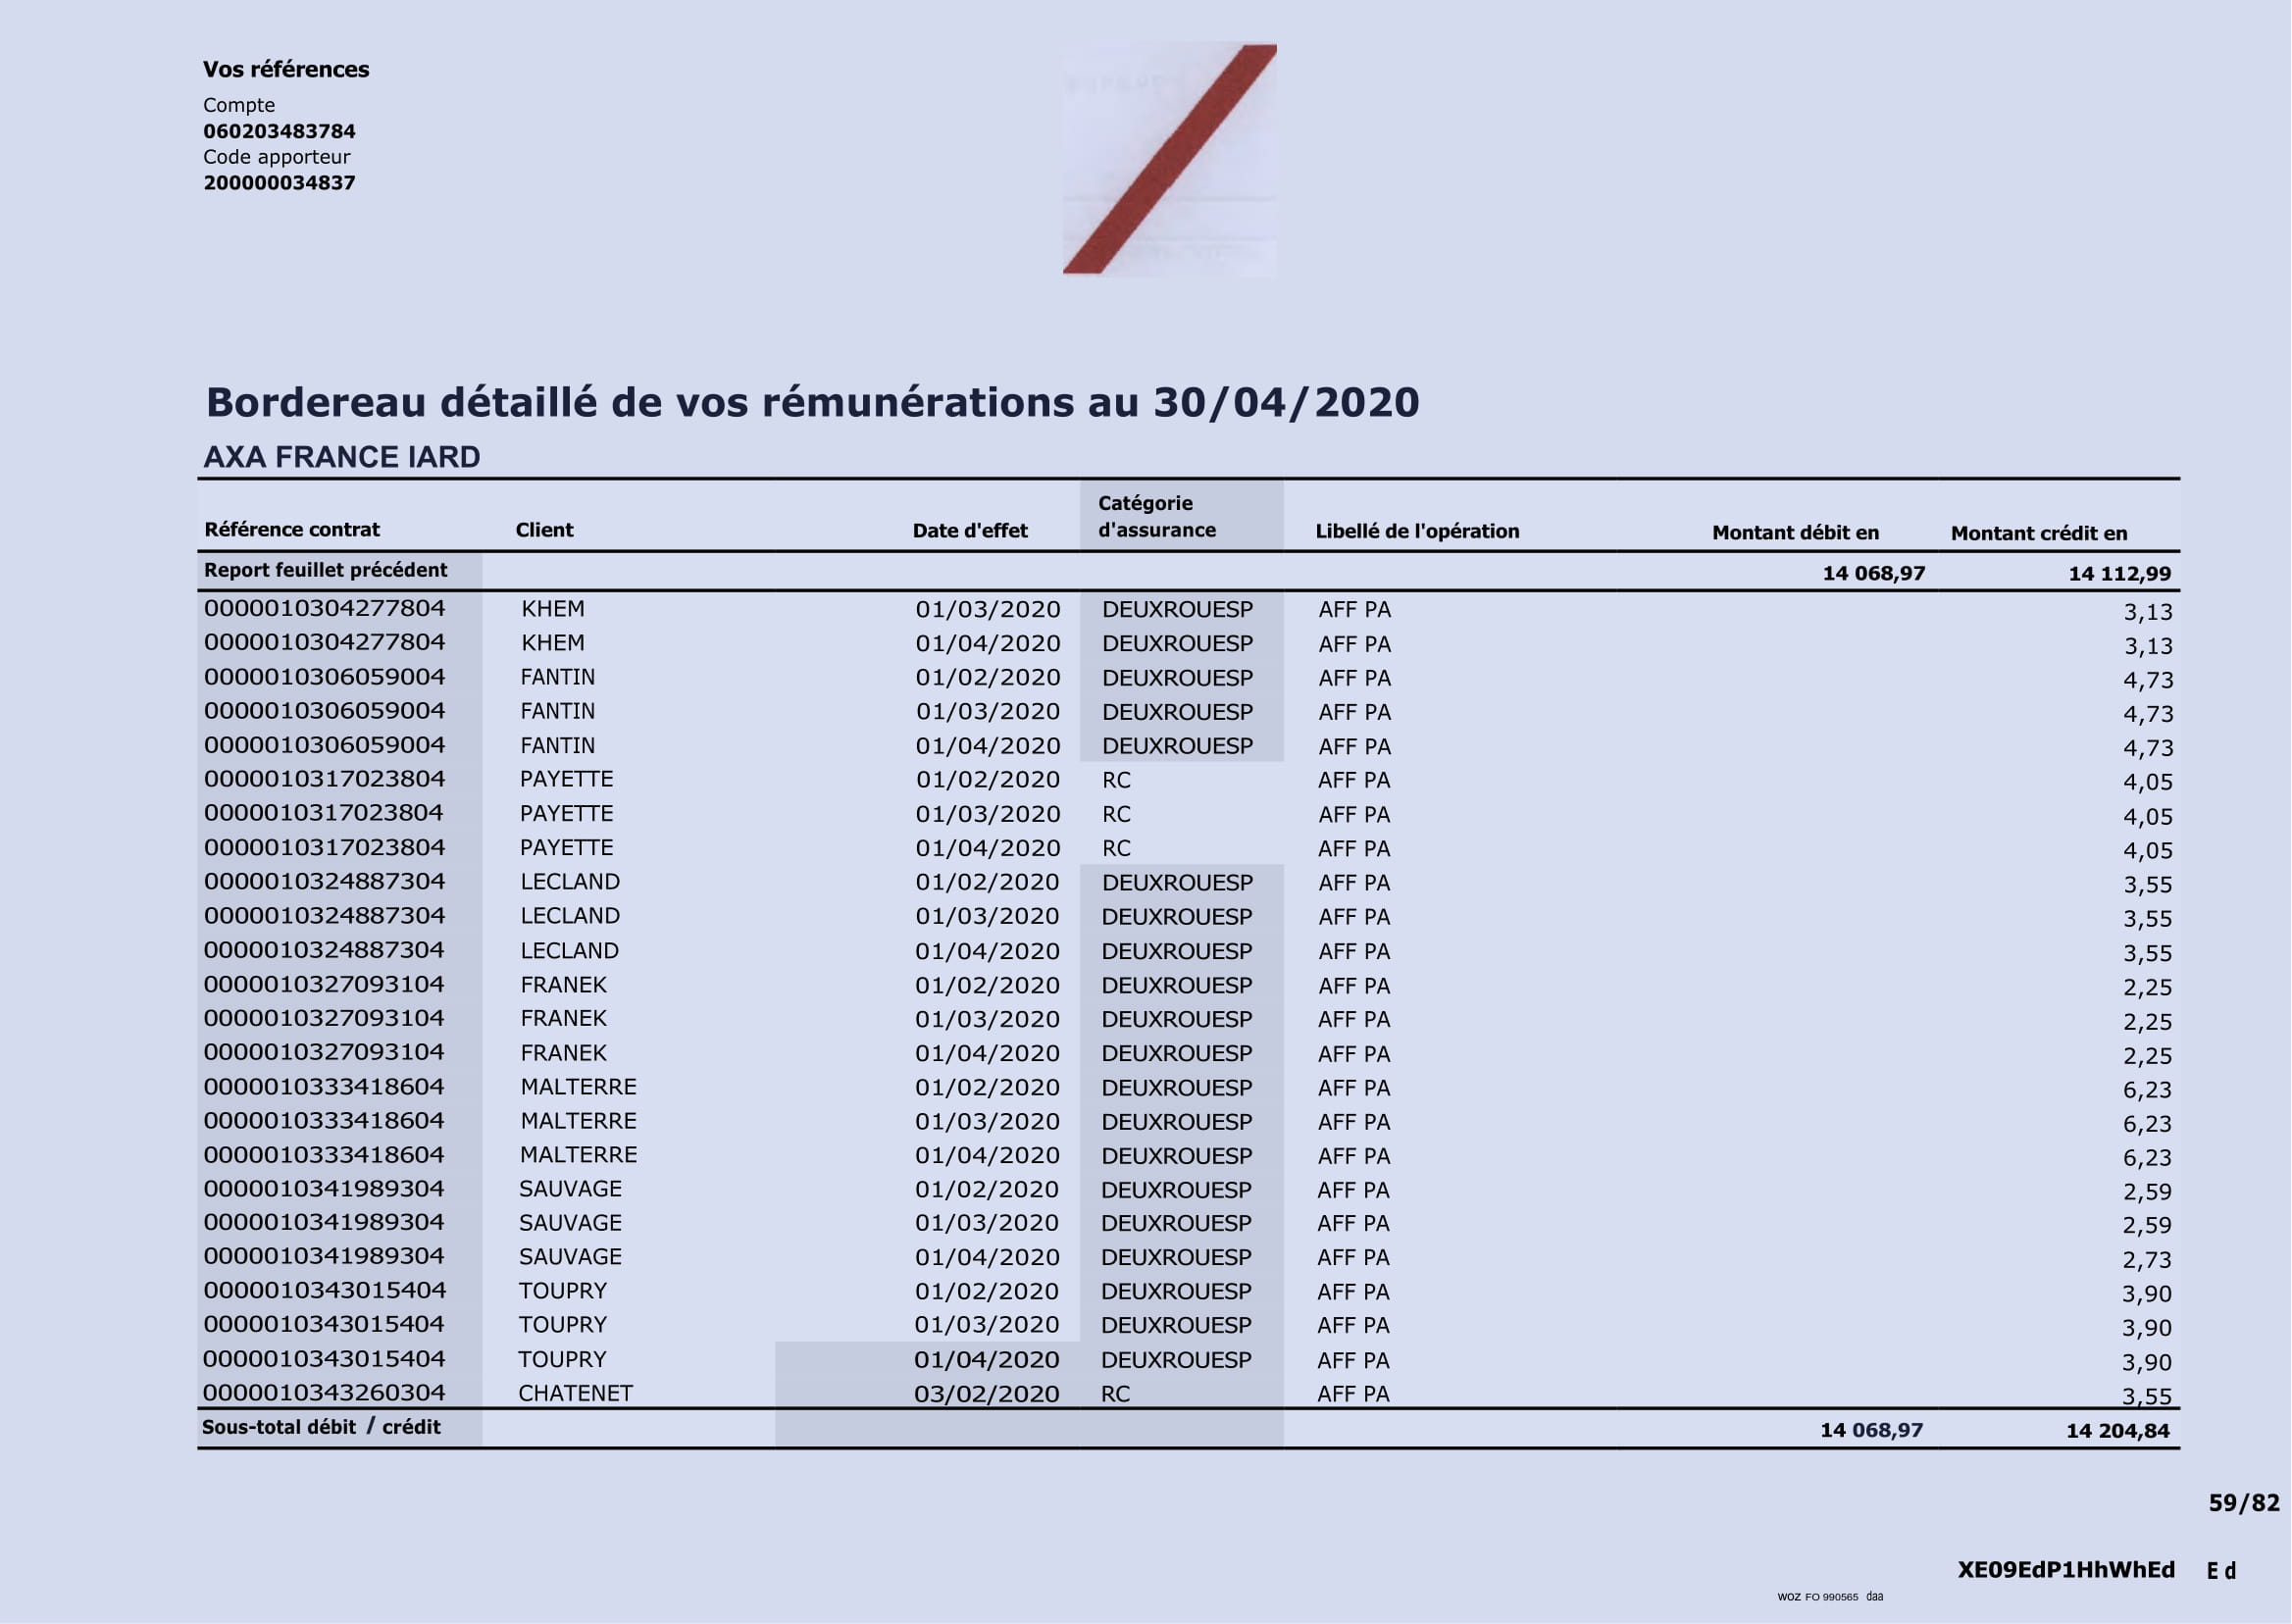 Vos références
Compte
060203483784
Code apporteur
200000034837
Bordereau détaillé de vos rémunérations au 30/04/2020
AXA FRANCE IARD
Référence contrat Client Date d'effet Catégorie d'assurance Libellé de l'opération Montant débit en Montant crédit en
Report feuillet précédent 14 068,97 14 112,99
0000010304277804 KHEM 01/03/2020 DEUXROUESP AFF PA 3,13
0000010304277804 KHEM 01/04/2020 DEUXROUESP AFF PA 3,13
0000010306059004 FANTIN 01/02/2020 DEUXROUESP AFF PA 4,73
0000010306059004 FANTIN 01/03/2020 DEUXROUESP AFF PA 4,73
0000010306059004 FANTIN 01/04/2020 DEUXROUESP AFF PA 4,73
0000010317023804 PAYETTE 01/02/2020 RC AFF PA 4,05
0000010317023804 PAYETTE 01/03/2020 RC AFF PA 4,05
0000010317023804 PAYETTE 01/04/2020 RC AFF PA 4,05
0000010324887304 LECLAND 01/02/2020 DEUXROUESP AFF PA 3,55
0000010324887304 LECLAND 01/03/2020 DEUXROUESP AFF PA 3,55
0000010324887304 LECLAND 01/04/2020 DEUXROUESP AFF PA 3,55
0000010327093104 FRANEK 01/02/2020 DEUXROUESP AFF PA 2,25
0000010327093104 FRANEK 01/03/2020 DEUXROUESP AFF PA 2,25
0000010327093104 FRANEK 01/04/2020 DEUXROUESP AFF PA 2,25
0000010333418604 MALTERRE 01/02/2020 DEUXROUESP AFF PA 6,23
0000010333418604 MALTERRE 01/03/2020 DEUXROUESP AFF PA 6,23
0000010333418604 MALTERRE 01/04/2020 DEUXROUESP AFF PA 6,23
0000010341989304 SAUVAGE 01/02/2020 DEUXROUESP AFF PA 2,59
0000010341989304 SAUVAGE 01/03/2020 DEUXROUESP AFF PA 2,59
0000010341989304 SAUVAGE 01/04/2020 DEUXROUESP AFF PA 2,73
0000010343015404 TOUPRY 01/02/2020 DEUXROUESP AFF PA 3,90
0000010343015404 TOUPRY 01/03/2020 DEUXROUESP AFF PA 3,90
0000010343015404 TOUPRY 01/04/2020 DEUXROUESP AFF PA 3,90
0000010343260304 CHATENET 03/02/2020 RC AFF PA 3,55
Sous-total débit / crédit 14 068,97 14 204,84
59/82
XE09EdP1HhWhEd E d
WOZ FO 990565 daa